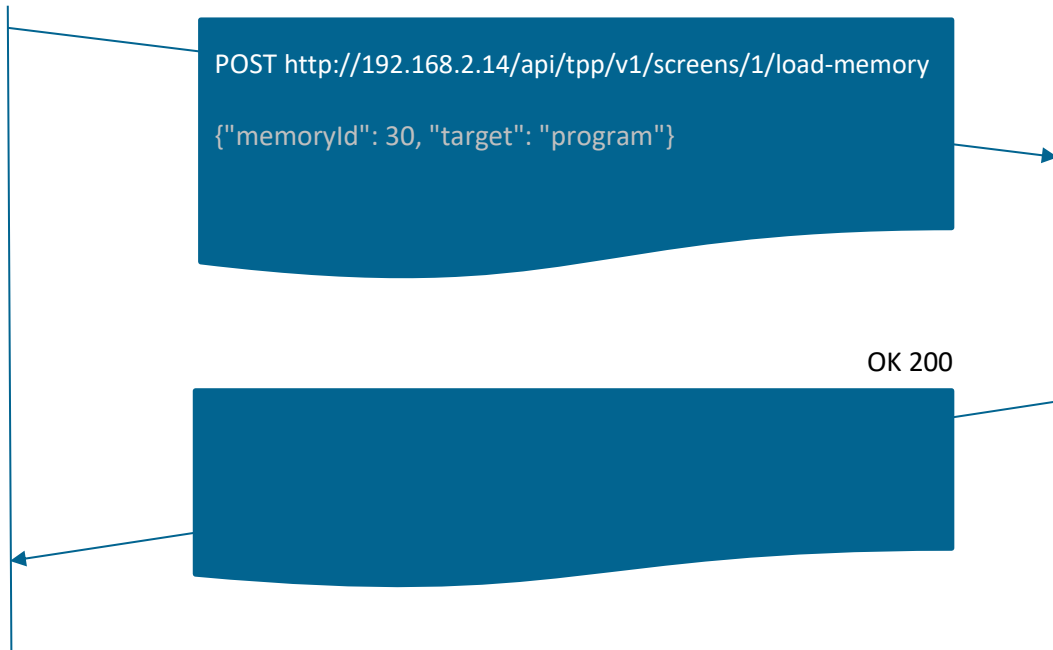 POST http://192.168.2.14/api/tpp/v1/screens/1/load-memory
{"memoryId": 30, "target": "program"}
OK 200